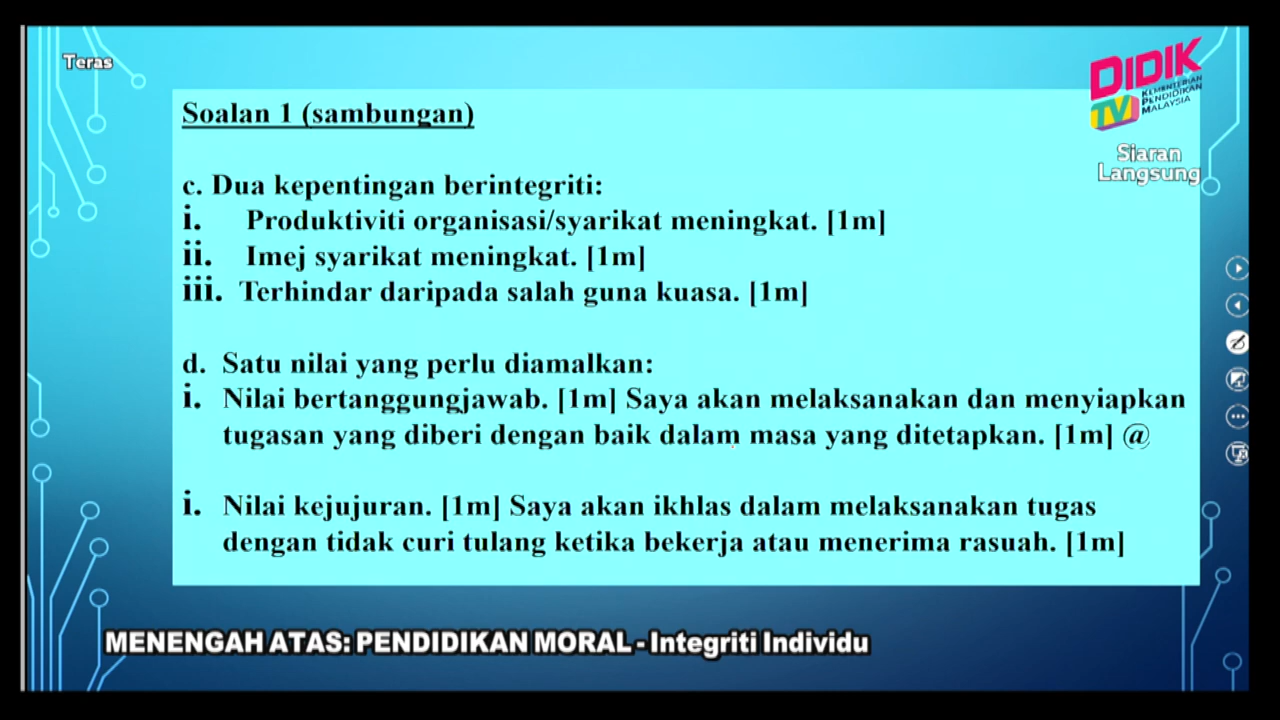 Teras
DIDIK
TV
KEMENTERIAN
PENDIDIKAN
MALAYSIA
Siaran
Langsung
Soalan 1 (sambungan)
c. Dua kepentingan berintegriti:
i. Produktiviti organisasi/syarikat meningkat. [1m]
ii. Imej syarikat meningkat. [1m]
iii. Terhindar daripada salah guna kuasa. [1m]
d. Satu nilai yang perlu diamalkan:
i. Nilai bertanggungjawab. [1m] Saya akan melaksanakan dan menyiapkan
tugasan yang diberi dengan baik dalam masa yang ditetapkan. [1m] @
i. Nilai kejujuran. [1m] Saya akan ikhlas dalam melaksanakan tugas
dengan tidak curi tulang ketika bekerja atau menerima rasuah. [1m]
MENENGAH ATAS: PENDIDIKAN MORAL - Integriti Individu